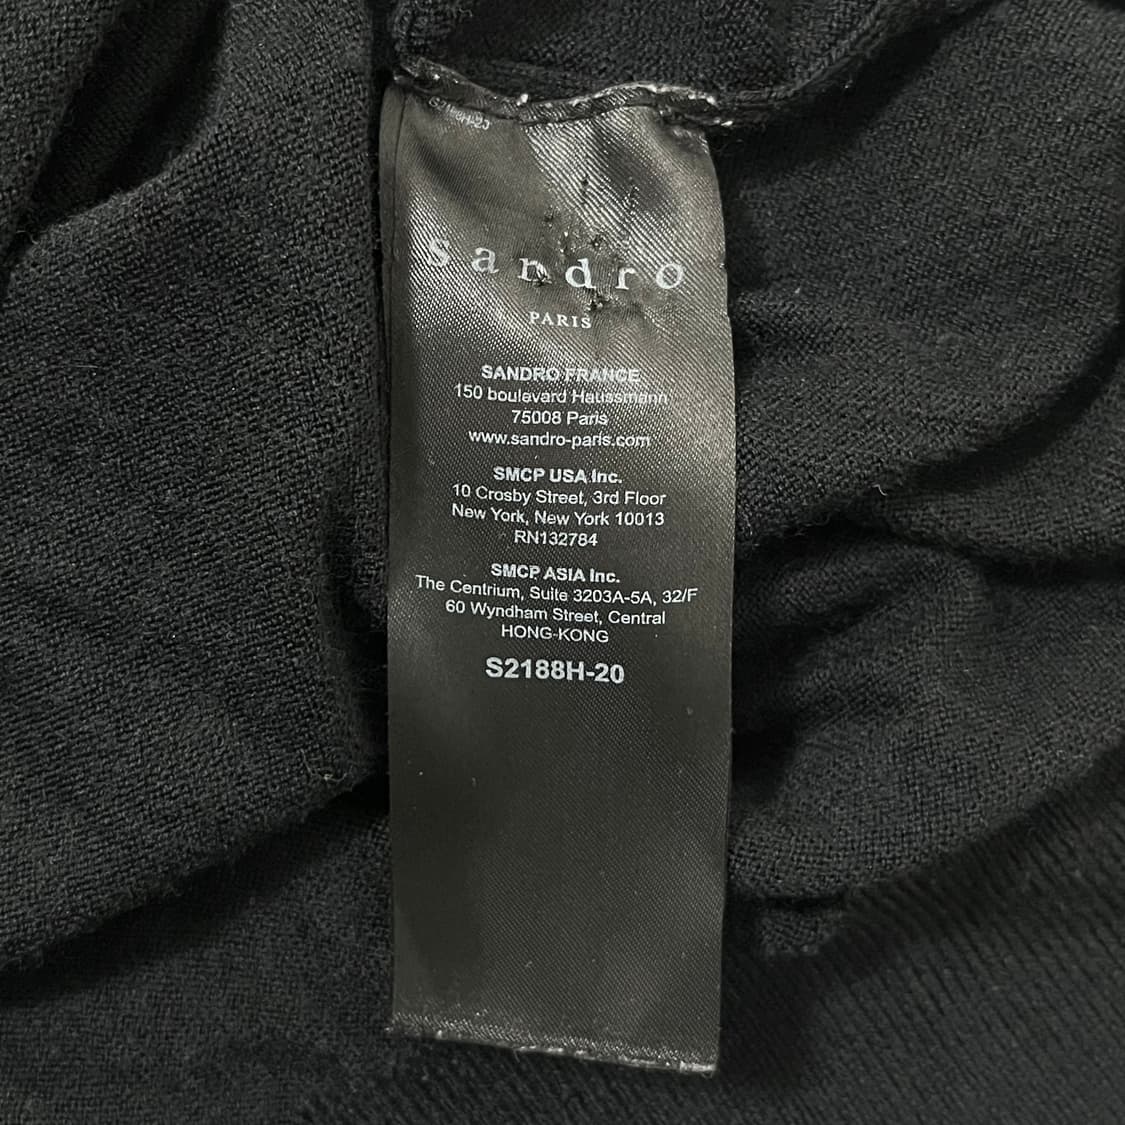 sandro
PARIS
SANDRO FRANCE
150 boulevard Haussmann
75008 Paris
www.sandro-paris.com
SMCP USA Inc.
10 Crosby Street, 3rd Floor
New York, New York 10013
RN132784
SMCP ASIA Inc.
The Centrium, Suite 3203A-5A, 32/F
60 Wyndham Street, Central
HONG-KONG
S2188H-20